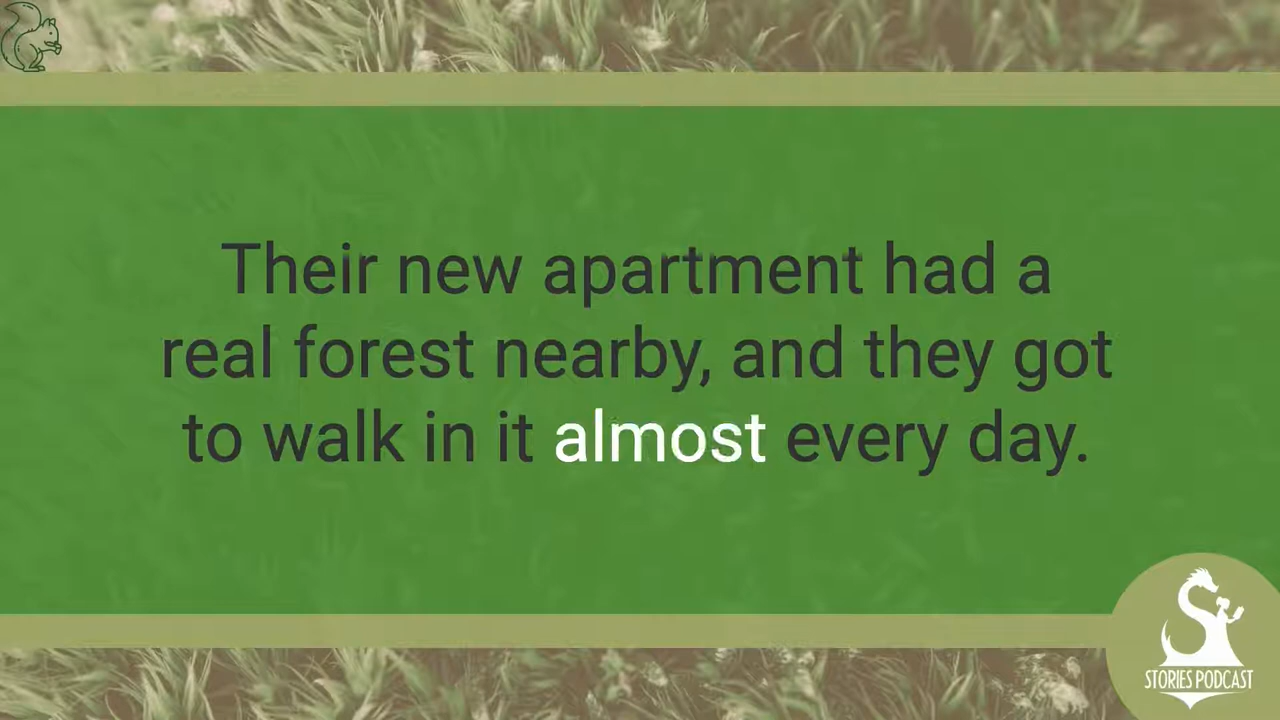 Their new apartment had a
real forest nearby, and they got
to walk in it almost every day.
STORIES PODCAST